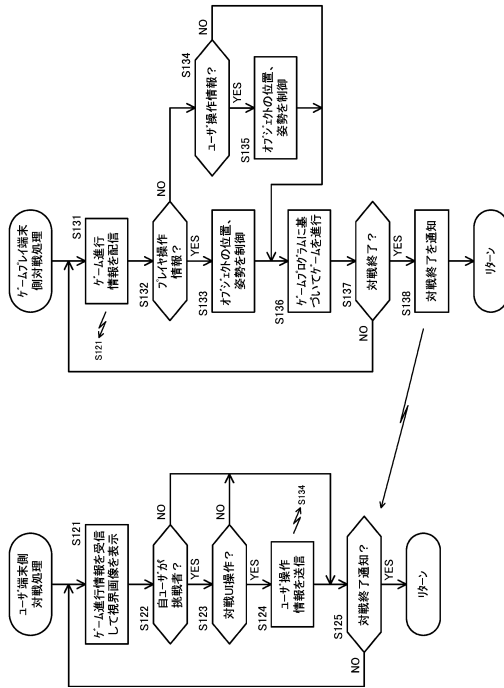 ユーザ端末側
対戦処理
S121
ゲーム進行情報を受信
して視界画像を表示
S122
自ユーザが
挑戦者?
NO
YES
S123
対戦UI操作?
NO
YES
S124
ユーザ操作
情報を送信
S134
S125
対戦終了通知?
NO
YES
リターン
ゲームプレイ端末
側対戦処理
S131
ゲーム進行
情報を配信
S121
S132
プレイヤ操作
情報?
NO
YES
S133
オブジェクトの位置、
姿勢を制御
S134
ユーザ操作情報?
NO
YES
S135
オブジェクトの位置、
姿勢を制御
S136
ゲームプログラムに基
づいてゲームを進行
S137
対戦終了?
NO
YES
S138
対戦終了を通知
リターン